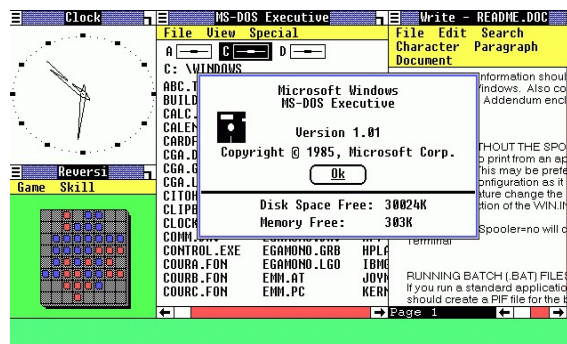 Clock
MS-DOS Executive
Write - README.DOC
File View Special
File Edit Search
Character Paragraph
Document
A
C
D
C: \WINDOWS
ABC.T
BUILD
CALC.
CALEN
CARDF
CGA.D
CGA.G
CGA.L
CITOH
CLIPB
CLOCK
CONTROL.EXE EGAMONO.GRB HPLA
COURA.FON EGAMONO.LGO IBMG
COURB.FON EMM.AT JOYM
COURC.FON EMM.PC KERN
Microsoft Windows
MS-DOS Executive
Version 1.01
Copyright © 1985, Microsoft Corp.
Ok
Disk Space Free: 30024K
Memory Free: 303K
Reversi
Game Skill
nformation shoul
Windows. Also co
Addendum encl
THOUT THE SPO
o print from an ap
This may be prefe
onfiguration as it
ature change the
ction of the WIN.IN
Spooler=no will c
Terminal
RUNNING BATCH (.BAT) FILES
If you run a standard applicatio
should create a PIF file for the b
Page 1